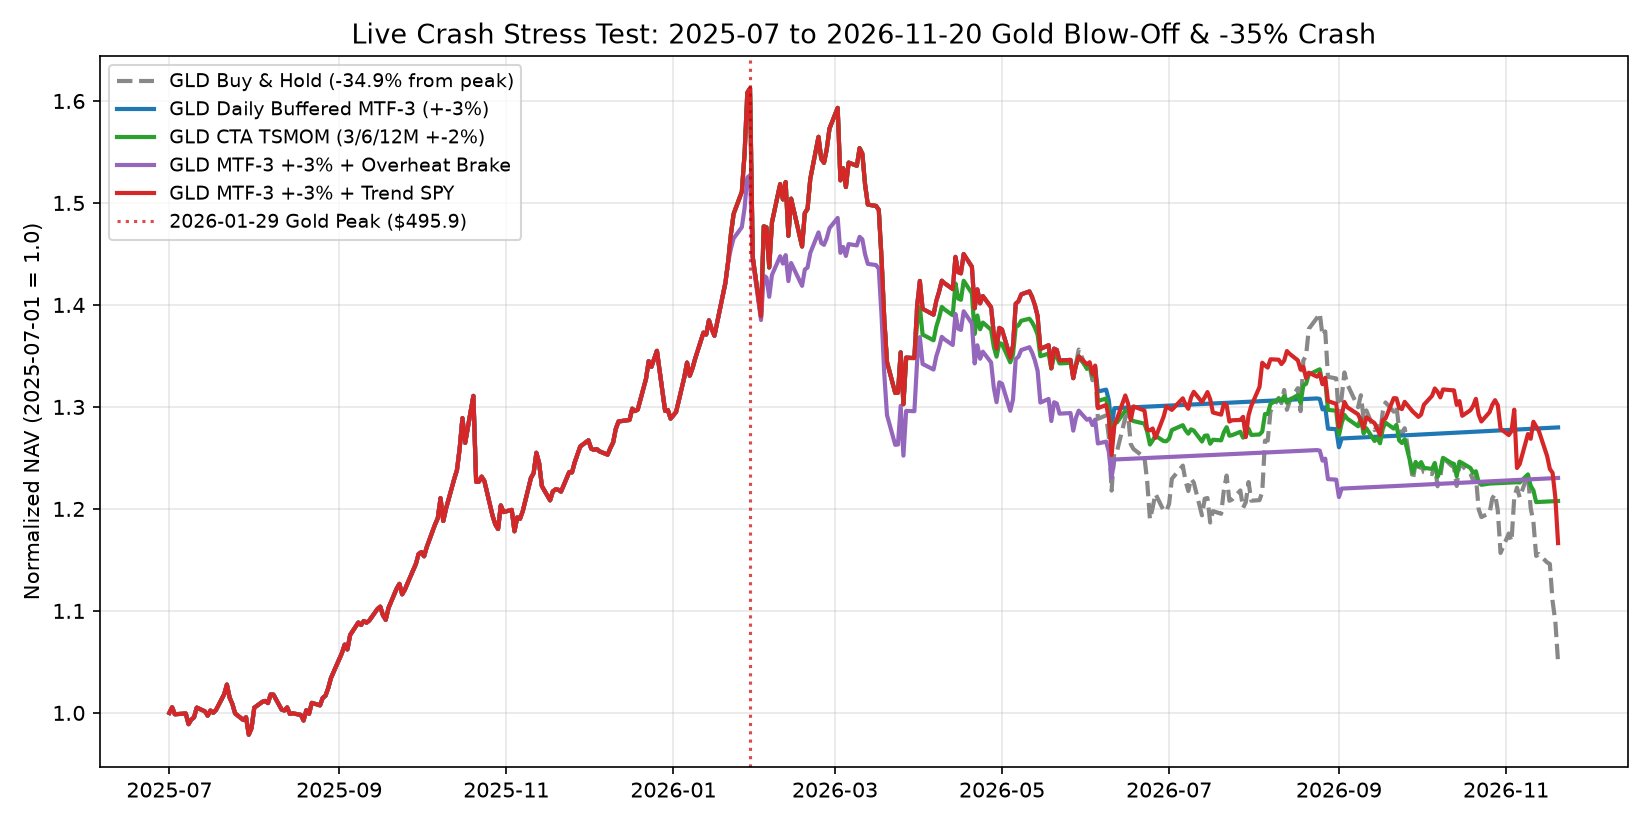 Live Crash Stress Test: 2025-07 to 2026-11-20 Gold Blow-Off & -35% Crash
GLD Buy & Hold (-34.9% from peak)
GLD Daily Buffered MTF-3 (+-3%)
GLD CTA TSMOM (3/6/12M +-2%)
GLD MTF-3 +-3% + Overheat Brake
GLD MTF-3 +-3% + Trend SPY
2026-01-29 Gold Peak ($495.9)
Normalized NAV (2025-07-01 = 1.0)
1.6
1.5
1.4
1.3
1.2
1.1
1.0
2025-07
2025-09
2025-11
2026-01
2026-03
2026-05
2026-07
2026-09
2026-11